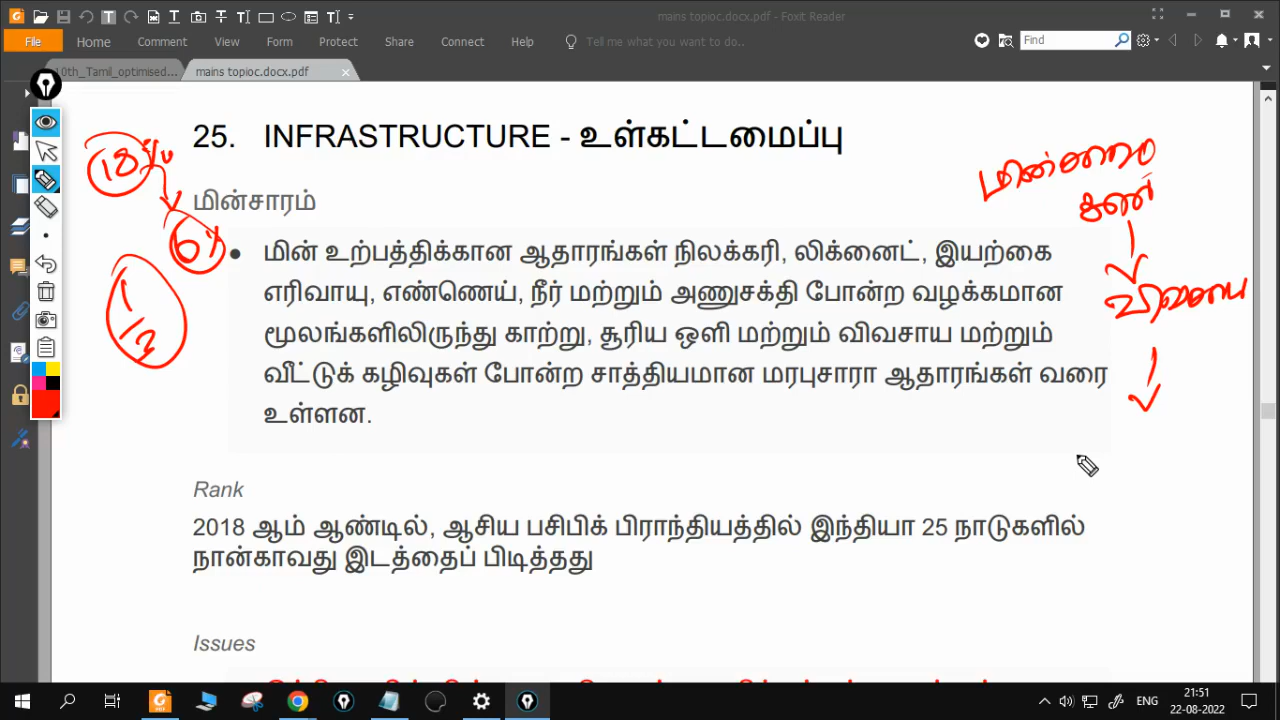 mains topioc.docx.pdf - Foxit Reader
File Home Comment View Form Protect Share Connect Help Tell me what you want to do.. Find
10th_Tamil_optimised... mains topioc.docx.pdf
25. INFRASTRUCTURE - உள்கட்டமைப்பு
18%
6%
1/3
மின்சாரம்
மின்சாரம்
● மின் உற்பத்திக்கான ஆதாரங்கள் நிலக்கரி, லிக்னைட், இயற்கை
எரிவாயு, எண்ணெய், நீர் மற்றும் அணுசக்தி போன்ற வழக்கமான
மூலங்களிலிருந்து காற்று, சூரிய ஒளி மற்றும் விவசாய மற்றும்
வீட்டுக் கழிவுகள் போன்ற சாத்தியமான மரபுசாரா ஆதாரங்கள் வரை
உள்ளன.
Rank
2018 ஆம் ஆண்டில், ஆசிய பசிபிக் பிராந்தியத்தில் இந்தியா 25 நாடுகளில்
நான்காவது இடத்தைப் பிடித்தது
Issues
ENG
21:51
22-08-2022